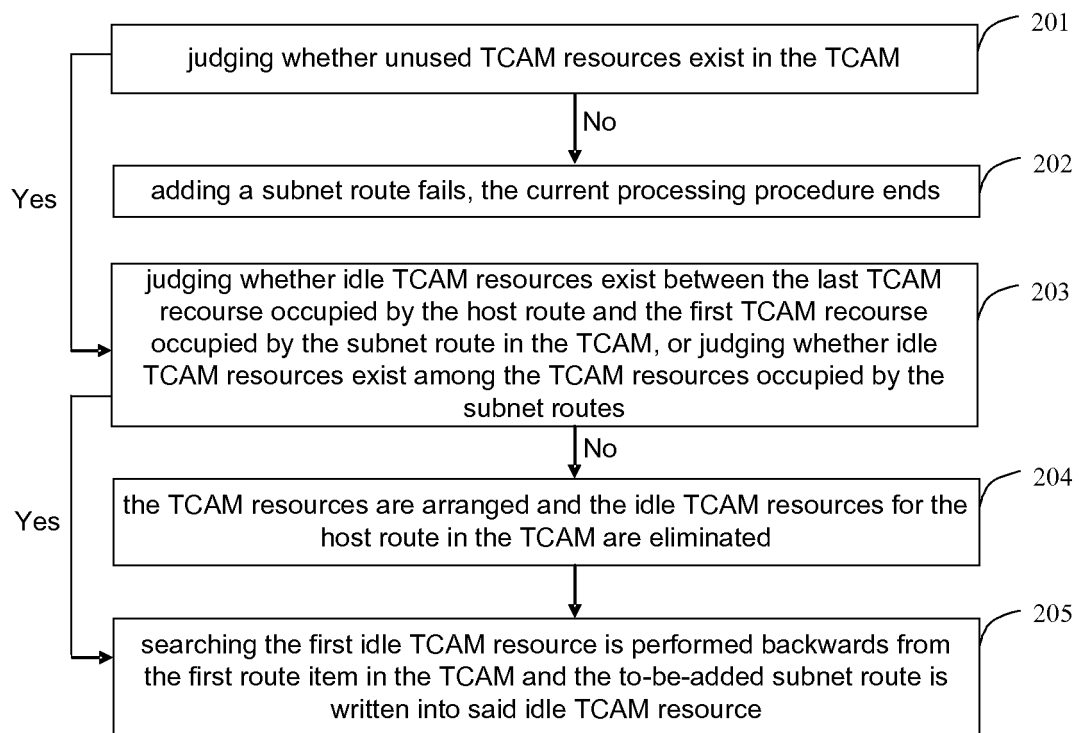 201
judging whether unused TCAM resources exist in the TCAM
No
202
adding a subnet route fails, the current processing procedure ends
Yes
203
judging whether idle TCAM resources exist between the last TCAM
recourse occupied by the host route and the first TCAM recourse
occupied by the subnet route in the TCAM, or judging whether idle
TCAM resources exist among the TCAM resources occupied by the
subnet routes
No
204
the TCAM resources are arranged and the idle TCAM resources for the
host route in the TCAM are eliminated
Yes
205
searching the first idle TCAM resource is performed backwards from
the first route item in the TCAM and the to-be-added subnet route is
written into said idle TCAM resource